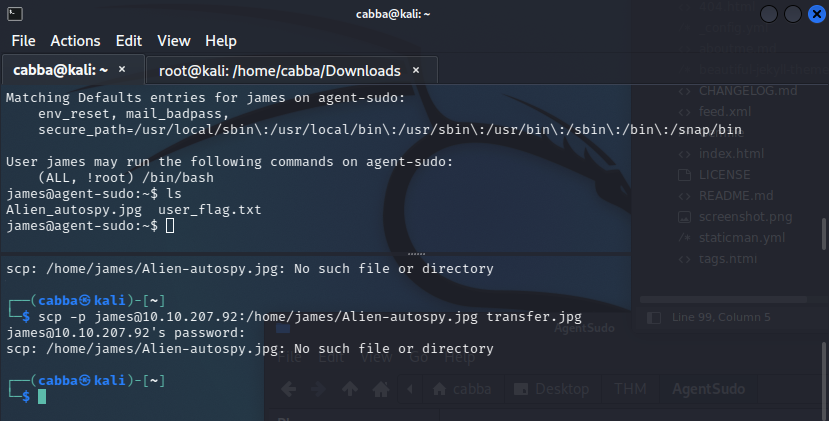 cabba@kali: ~
File Actions Edit View Help
cabba@kali: ~ × root@kali: /home/cabba/Downloads ×
Matching Defaults entries for james on agent-sudo:
    env_reset, mail_badpass,
    secure_path=/usr/local/sbin\:/usr/local/bin\:/usr/sbin\:/usr/bin\:/sbin\:/bin\:/snap/bin
User james may run the following commands on agent-sudo:
    (ALL, !root) /bin/bash
james@agent-sudo:~$ ls
Alien_autospy.jpg  user_flag.txt
james@agent-sudo:~$
scp: /home/james/Alien-autospy.jpg: No such file or directory
┌──(cabba㉿kali)-[~]
└─$ scp -p james@10.10.207.92:/home/james/Alien-autospy.jpg transfer.jpg
james@10.10.207.92's password:
scp: /home/james/Alien-autospy.jpg: No such file or directory
┌──(cabba㉿kali)-[~]
└─$
CHANGELOG.md
feed.xml
index.html
LICENSE
README.md
screenshot.png
staticman.yml
tags.html
Line 99, Column 5
AgentSudo
File Edit View Go Help
cabba Desktop THM AgentSudo